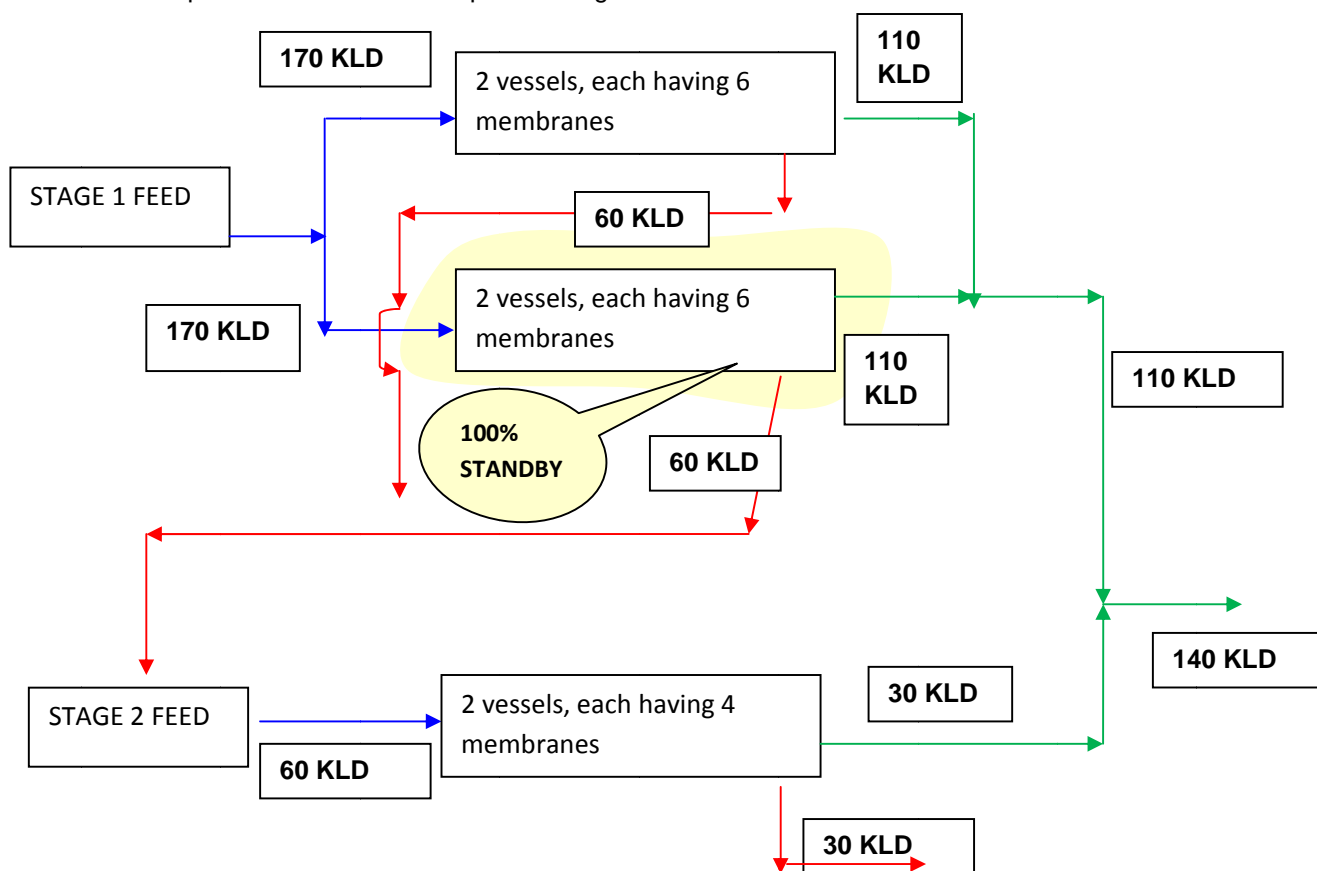 170 KLD
110
KLD
2 vessels, each having 6
membranes
STAGE 1 FEED
60 KLD
2 vessels, each having 6
membranes
170 KLD
110
KLD
110 KLD
100%
STANDBY
60 KLD
140 KLD
STAGE 2 FEED
2 vessels, each having 4
membranes
30 KLD
60 KLD
30 KLD